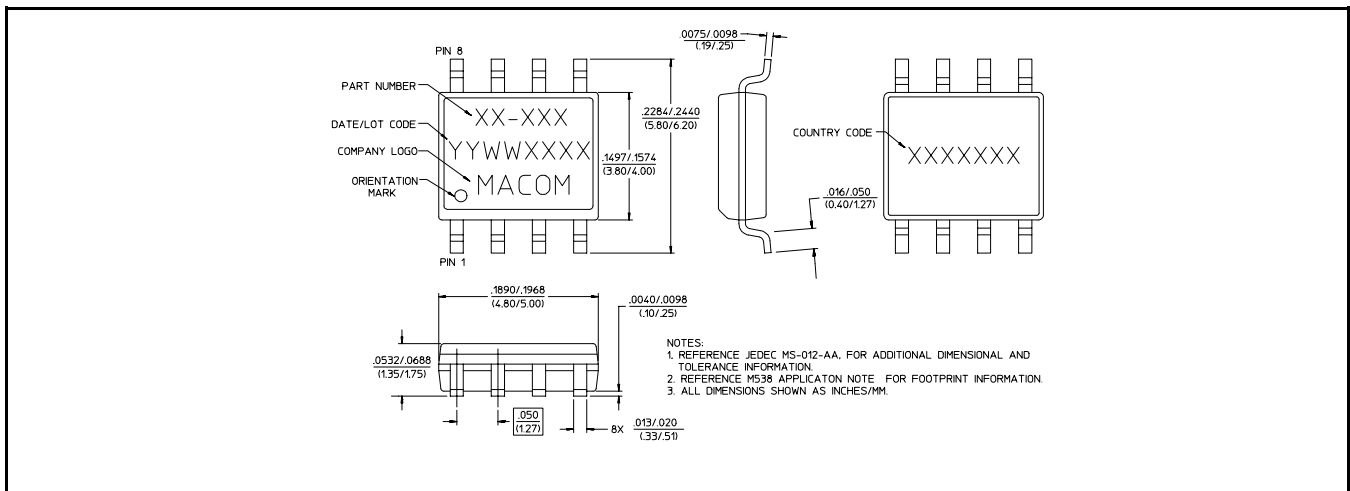 PIN 8
PART NUMBER
XX-XXX
DATE/LOT CODE
YYWWXXXX
COMPANY LOGO
MACOM
ORIENTATION
MARK
PIN 1
.1497/.1574
(3.80/4.00)
.2284/.2440
(5.80/6.20)
.0075/.0098
(.19/.25)
.016/.050
(0.40/1.27)
COUNTRY CODE
XXXXXXX
.1890/.1968
(4.80/5.00)
.0040/.0098
(.10/.25)
.0532/.0688
(1.35/1.75)
.050
(1.27)
8X
.013/.020
(.33/.51)
NOTES:
1. REFERENCE JEDEC MS-012-AA, FOR ADDITIONAL DIMENSIONAL AND
TOLERANCE INFORMATION.
2. REFERENCE M538 APPLICATON NOTE FOR FOOTPRINT INFORMATION.
3. ALL DIMENSIONS SHOWN AS INCHES/MM.